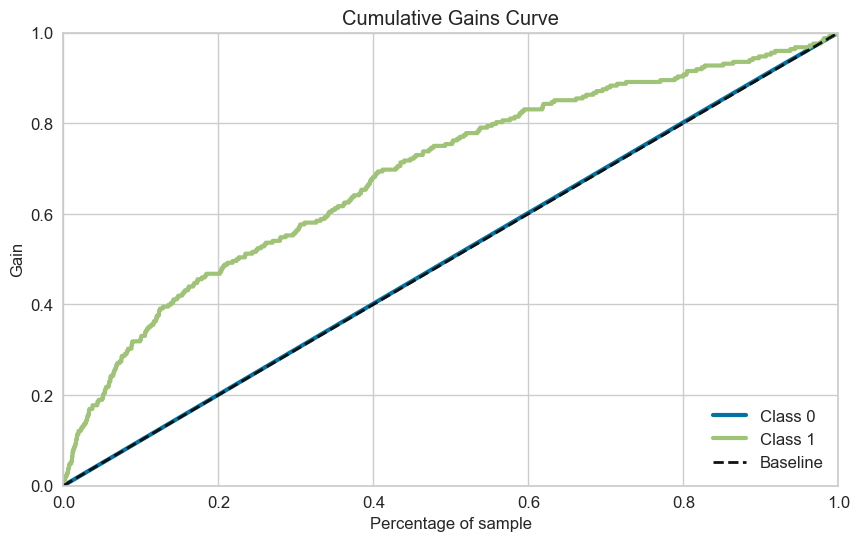 Cumulative Gains Curve
1.0
0.8
0.6
0.4
0.2
0.0
Gain
Class 0
Class 1
Baseline
0.0 0.2 0.4 0.6 0.8 1.0
Percentage of sample